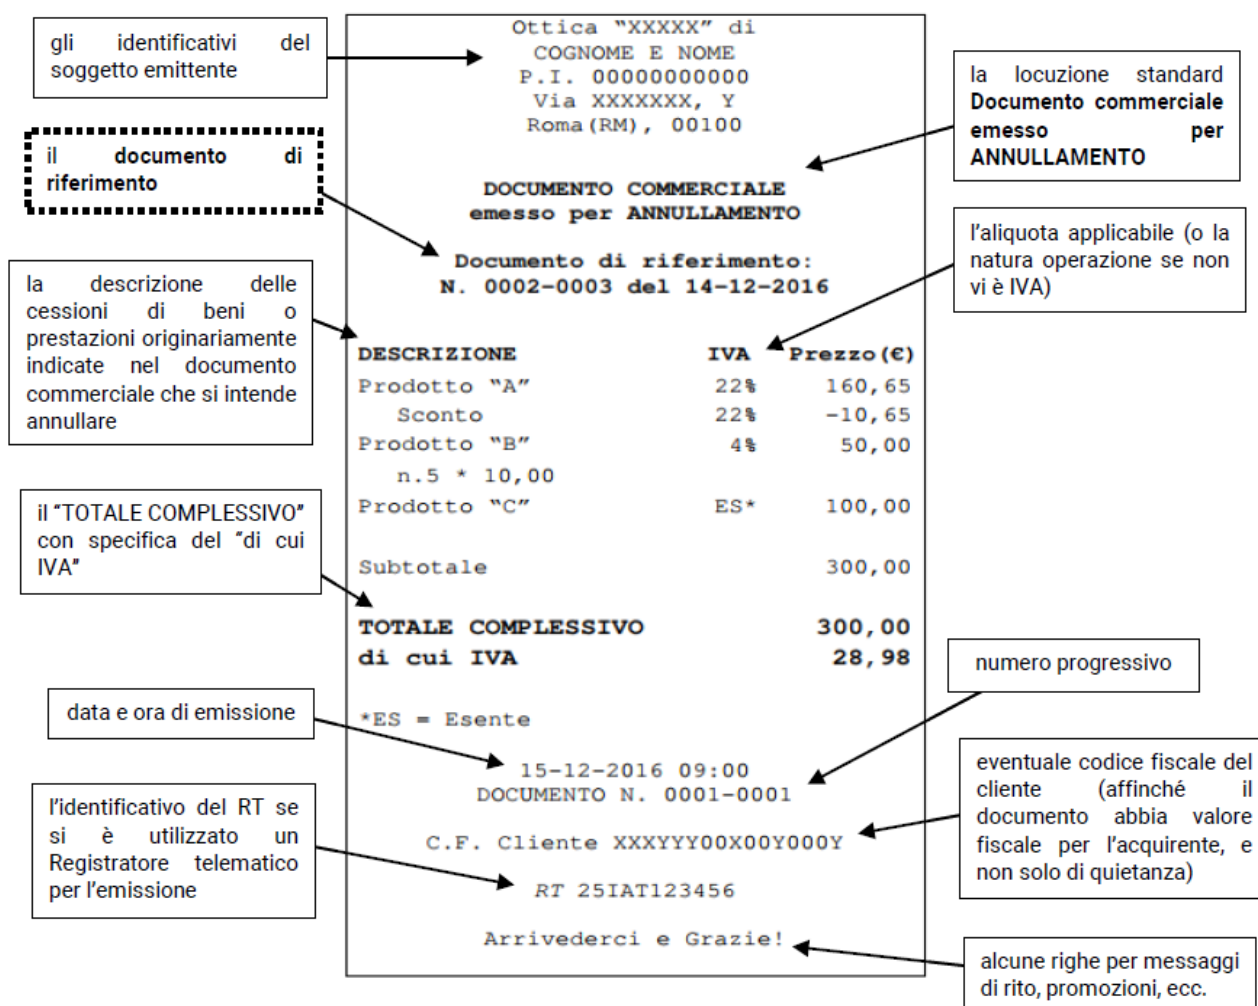 gli identificativi del
soggetto emittente
il documento di
riferimento
la descrizione delle
cessioni di beni o
prestazioni originariamente
indicate nel documento
commerciale che si intende
annullare
il "TOTALE COMPLESSIVO"
con specifica del "di cui
IVA"
data e ora di emissione
l'identificativo del RT se
si è utilizzato un
Registratore telematico
per l'emissione
Ottica "XXXXX" di
COGNOME E NOME
P.I. 00000000000
Via XXXXXXX, Y
Roma(RM), 00100
DOCUMENTO COMMERCIALE
emesso per ANNULLAMENTO
Documento di riferimento:
N. 0002-0003 del 14-12-2016
DESCRIZIONE IVA Prezzo(€)
Prodotto "A" 22% 160,65
Sconto 22% -10,65
Prodotto "B" 4% 50,00
n.5 * 10,00
Prodotto "C" ES* 100,00
Subtotale 300,00
TOTALE COMPLESSIVO 300,00
di cui IVA 28,98
*ES = Esente
15-12-2016 09:00
DOCUMENTO N. 0001-0001
C.F. Cliente XXXYYY00X00Y000Y
RT 25IAT123456
Arrivederci e Grazie!
la locuzione standard
Documento commerciale
emesso per
ANNULLAMENTO
l'aliquota applicabile (o la
natura operazione se non
vi è IVA)
numero progressivo
eventuale codice fiscale del
cliente (affinché il
documento abbia valore
fiscale per l'acquirente, e
non solo di quietanza)
alcune righe per messaggi
di rito, promozioni, ecc.